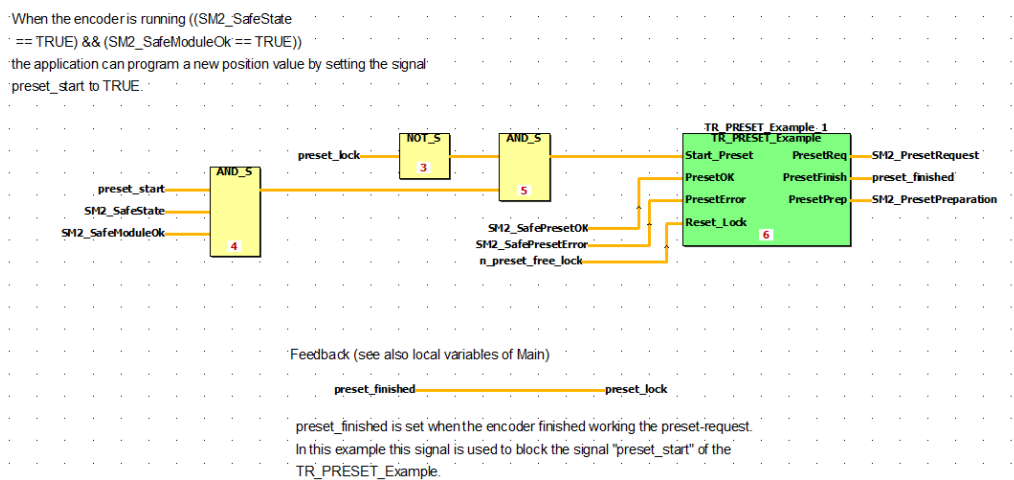 When the encoder is running ((SM2_SafeState
== TRUE) && (SM2_SafeModuleOk == TRUE))
the application can program a new position value by setting the signal
preset_start to TRUE.
TR_PRESET_Example_1
NOT_S
AND_S
TR_PRESET_Example
preset_lock
Start_Preset
PresetReq
SM2_PresetRequest
3
AND_S
PresetOK
PresetFinish
preset_finished
preset_start
5
PresetError
PresetPrep
SM2_PresetPreparation
SM2_SafeState
Reset_Lock
SM2_SafePresetOK
6
SM2_SafeModuleOk
4
SM2_SafePresetError
n_preset_free_lock
Feedback (see also local variables of Main)
preset_finished
preset_lock
preset_finished is set when the encoder finished working the preset-request.
In this example this signal is used to block the signal "preset_start" of the
TR_PRESET_Example.